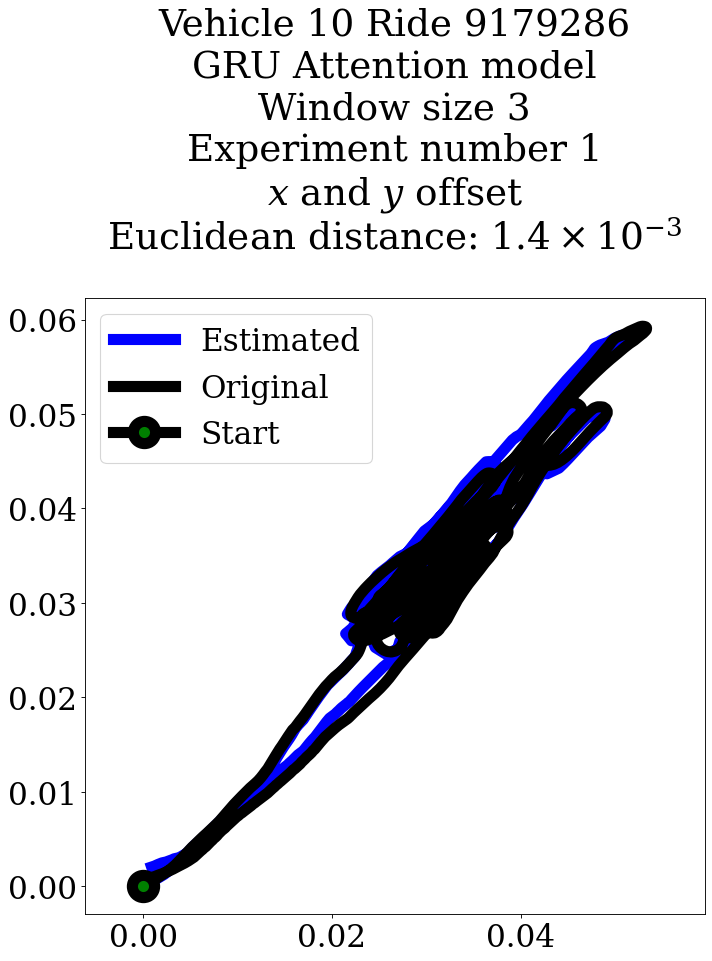 Vehicle 10 Ride 9179286
GRU Attention model
Window size 3
Experiment number 1
x and y offset
Euclidean distance: 1.4 × 10⁻³
0.06
Estimated
Original
Start
0.05
0.04
0.03
0.02
0.01
0.00
0.00 0.02 0.04